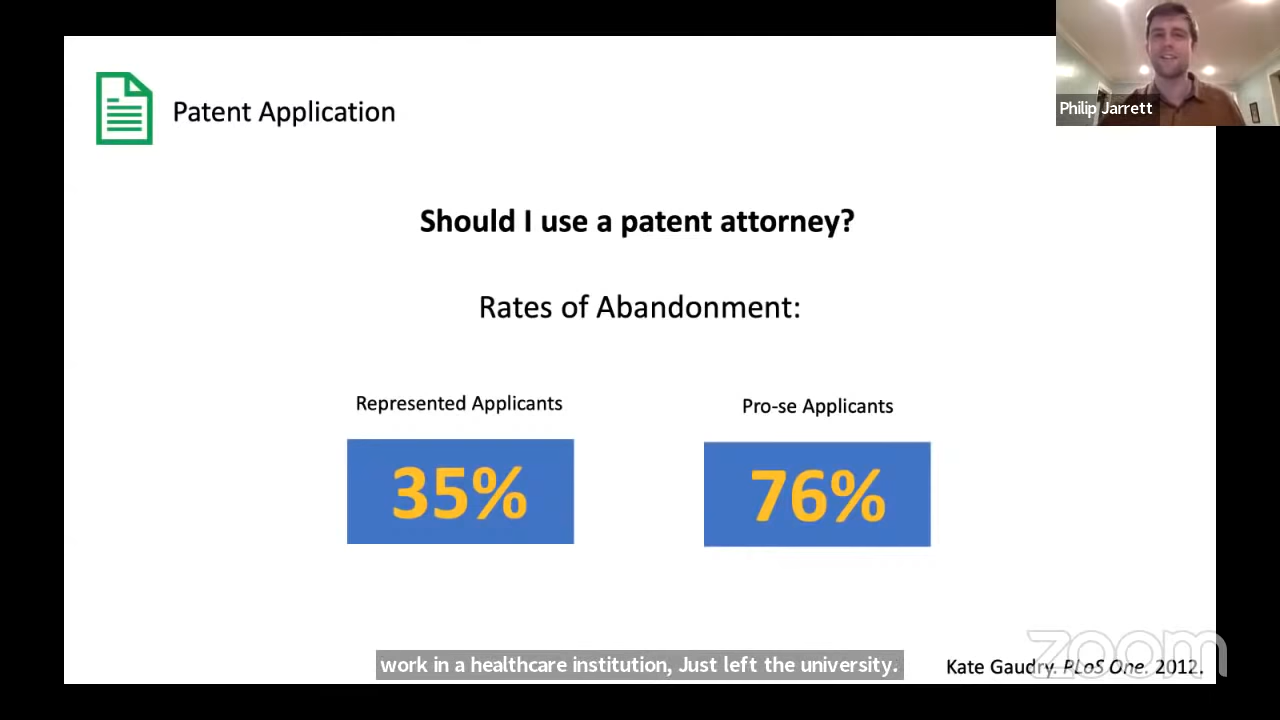 Patent Application
Philip Jarrett
Should I use a patent attorney?
Rates of Abandonment:
Represented Applicants
Pro-se Applicants
35%
76%
work in a healthcare institution, Just left the university.
Kate Gaudry. PLoS One. 2012.
zoom